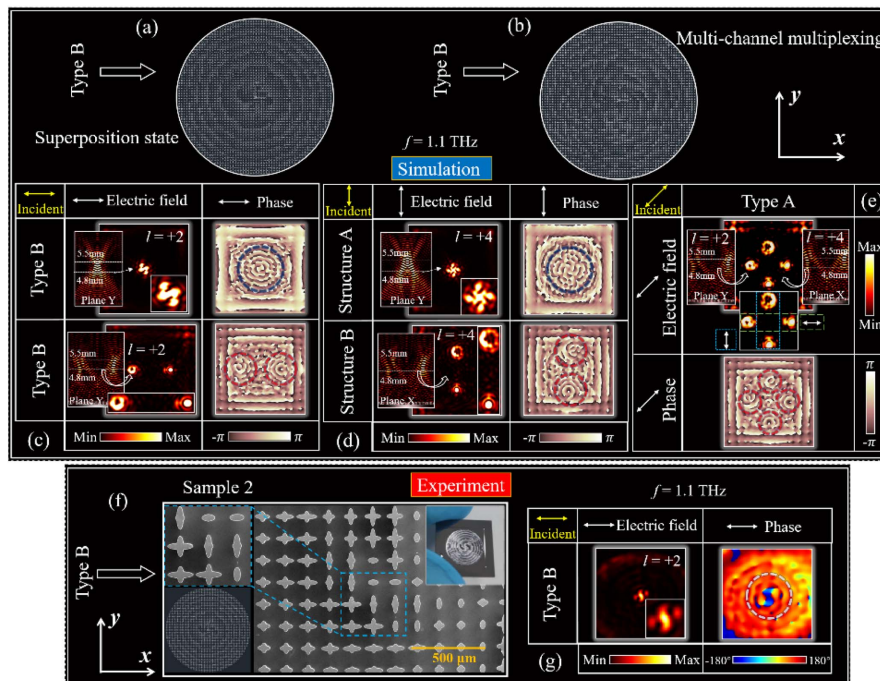 (a)
Type B
Superposition state
(b)
Type B
Multi-channel multiplexing
y
x
f = 1.1 THz
Simulation
Incident
Electric field
Phase
Type B
l = +2
5.5mm
4.8mm
Plane Y
Type B
l = +2
5.5mm
4.8mm
Plane Y
(c)
Min
Max
-π
π
Incident
Electric field
Phase
Structure A
l = +4
5.5mm
4.8mm
Plane Y
Structure B
l = +4
5.5mm
4.8mm
Plane X
(d)
Min
Max
-π
π
Incident
Type A
(e)
Electric field
l = +2
l = +4
5.5mm
4.8mm
Plane Y
5.5mm
4.8mm
Plane X
Max
Min
Phase
π
-π
(f)
Sample 2
Experiment
Type B
y
x
500 μm
f = 1.1 THz
Incident
Electric field
Phase
Type B
l = +2
Min
Max
-180°
180°
(g)